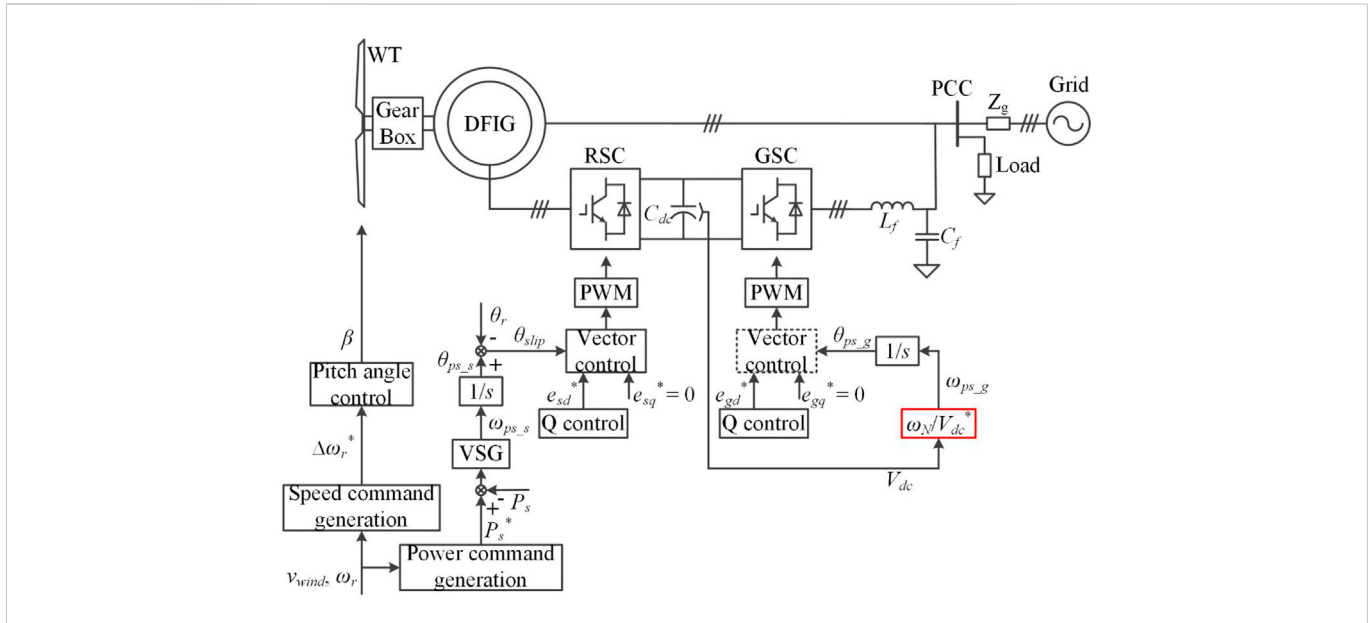 WT
Gear
Box
DFIG
PCC
Z_g
Grid
Load
RSC
GSC
C_dc
L_f
C_f
PWM
PWM
θ_r
-
θ_slip
Vector
control
θ_ps_s
+
1/s
e_sd*
e_sq* = 0
Q control
ω_ps_s
VSG
- P_s
+
P_s*
Power command
generation
β
Pitch angle
control
Δω_r*
Speed command
generation
v_wind, ω_r
Vector
control
θ_ps_g
1/s
e_gd*
e_gq* = 0
Q control
ω_ps_g
ω_N/V_dc*
V_dc